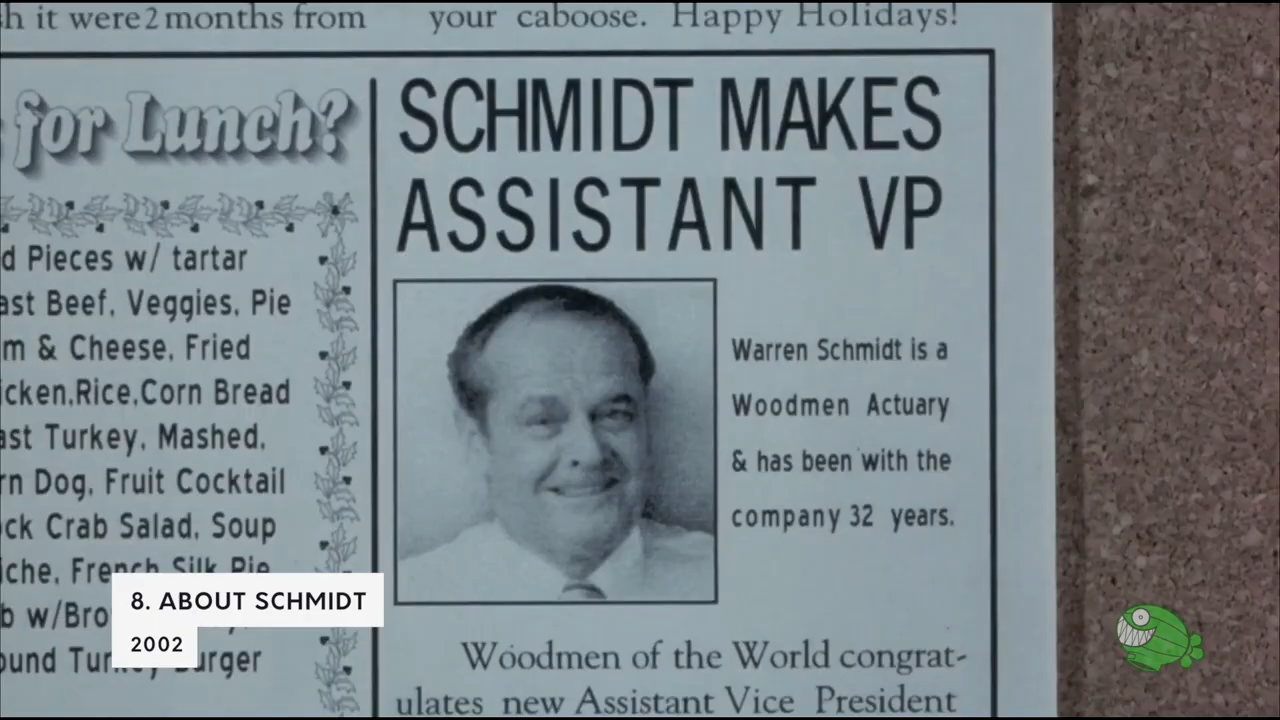 h it were 2 months from
your caboose. Happy Holidays!
for Lunch?
d Pieces w/ tartar
ast Beef, Veggies, Pie
m & Cheese, Fried
icken,Rice,Corn Bread
ast Turkey, Mashed,
rn Dog, Fruit Cocktail
ock Crab Salad, Soup
iche, French Silk Pie
b w/Bro
ound Turkey Burger
SCHMIDT MAKES
ASSISTANT VP
Warren Schmidt is a
Woodmen Actuary
& has been with the
company 32 years.
Woodmen of the World congrat-
ulates new Assistant Vice President
8. ABOUT SCHMIDT
2002